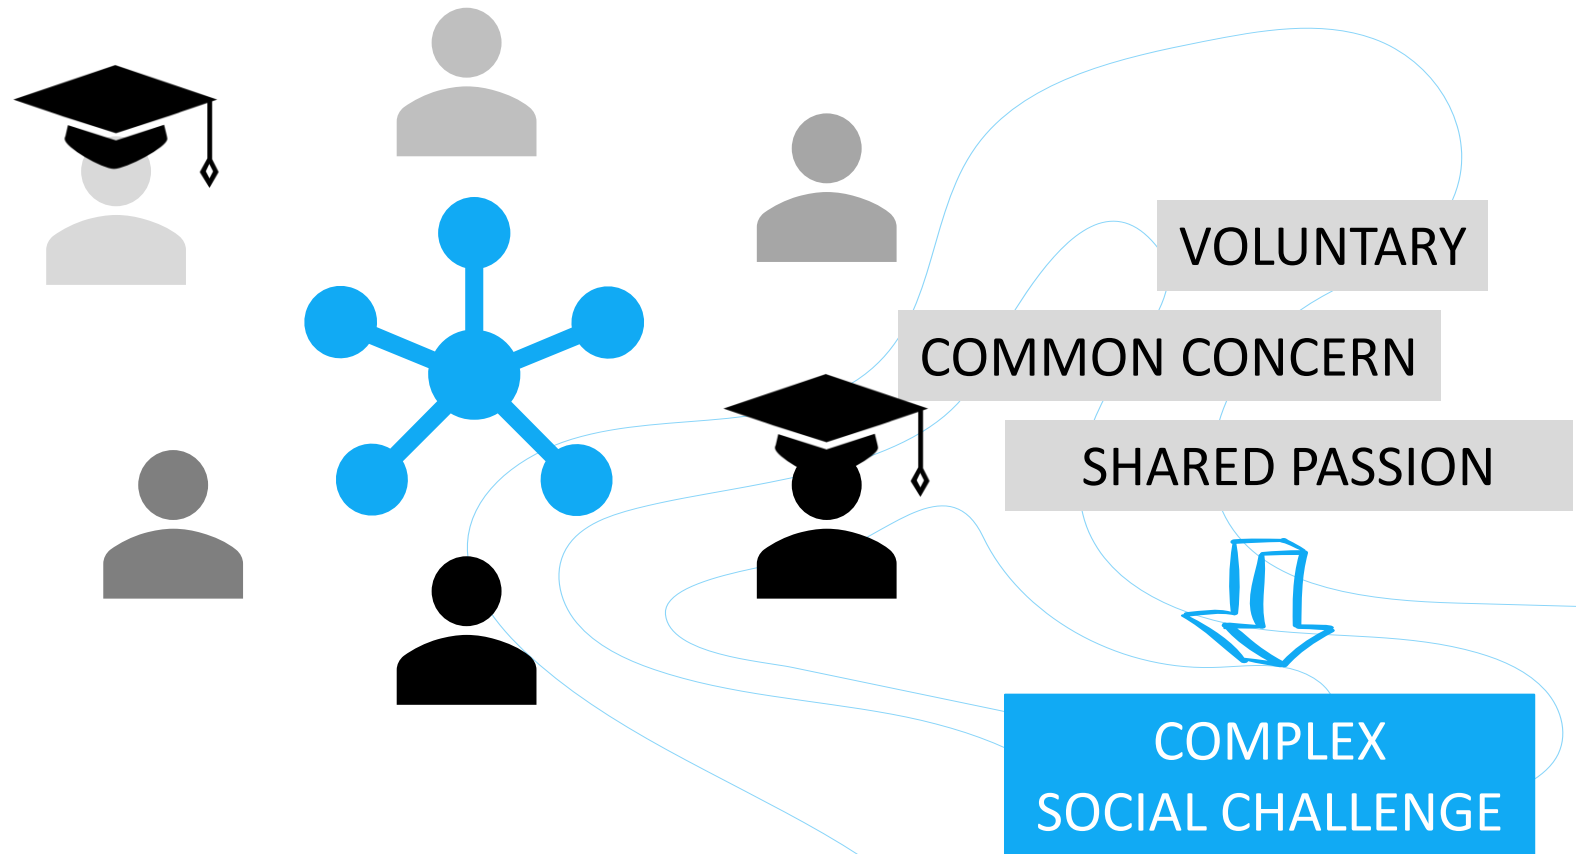 VOLUNTARY
COMMON CONCERN
SHARED PASSION
COMPLEX
SOCIAL CHALLENGE